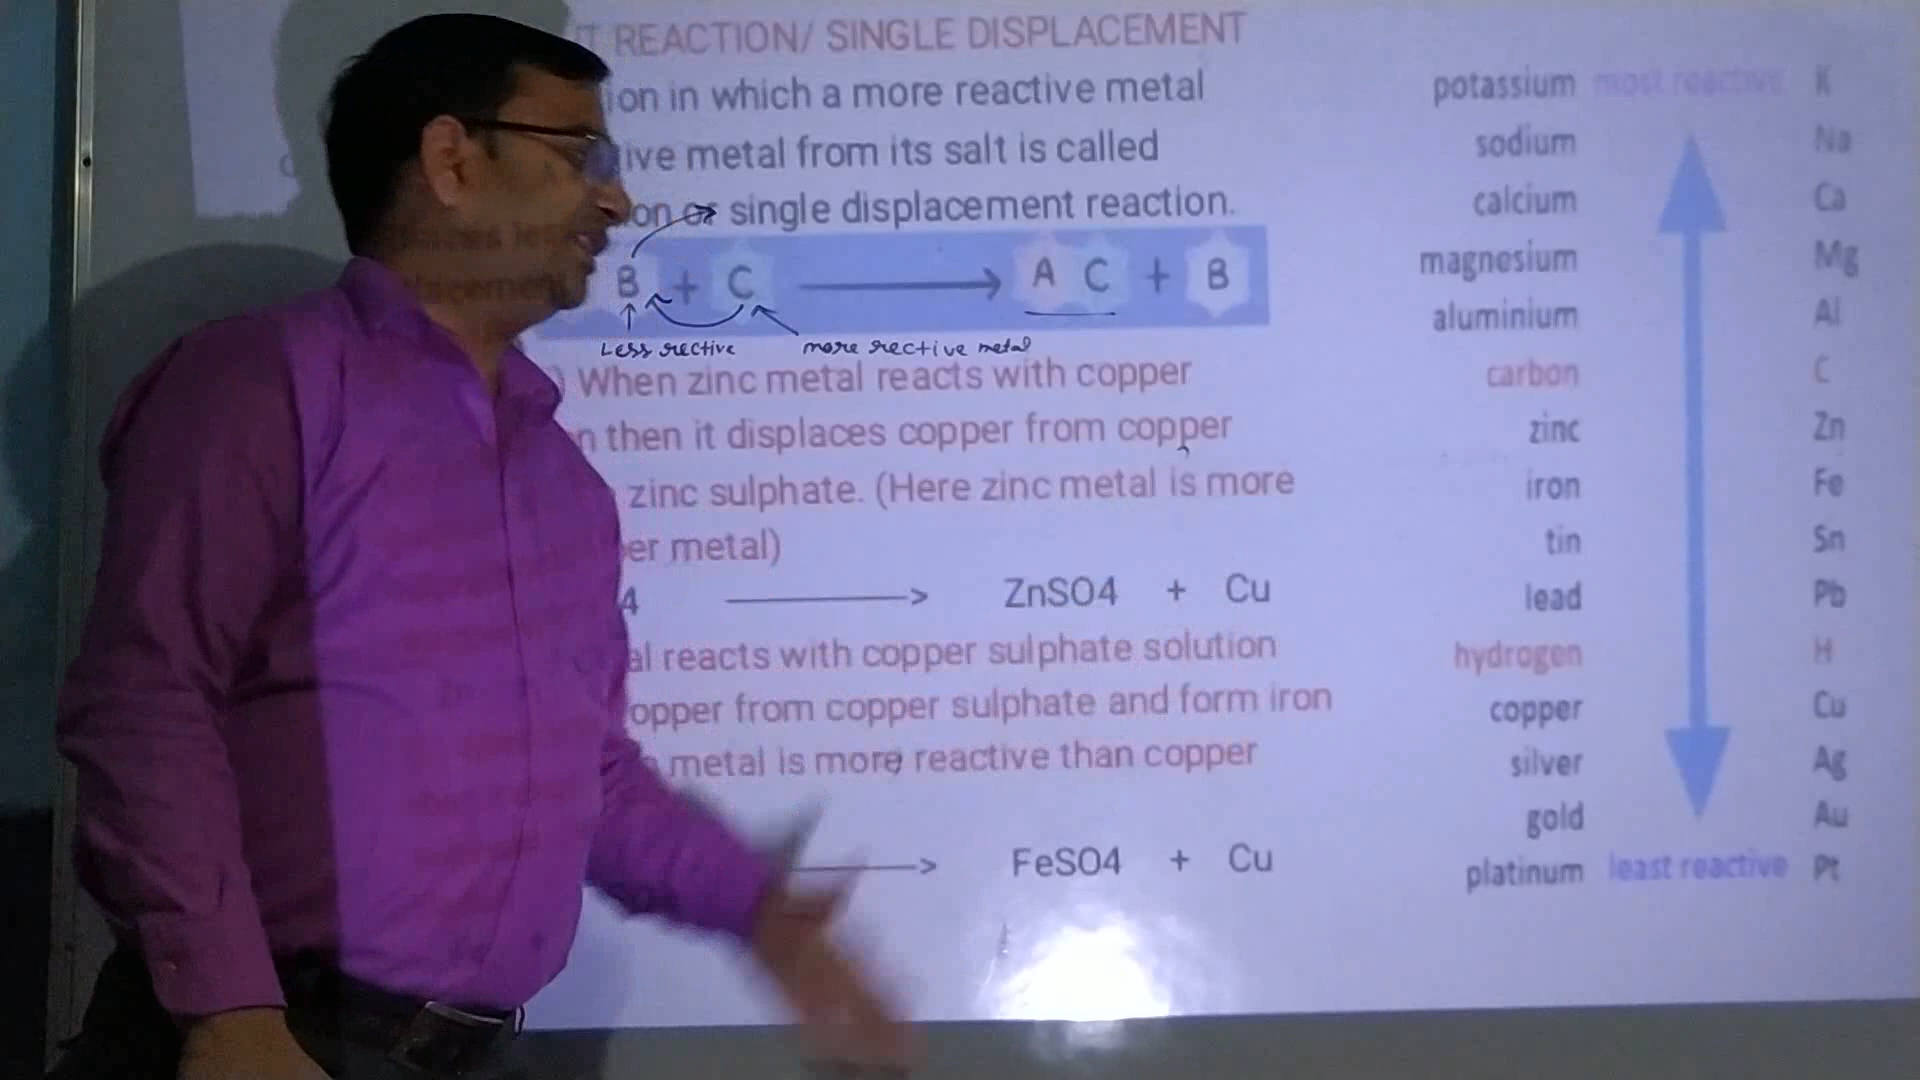 REACTION/ SINGLE DISPLACEMENT
ion in which a more reactive metal
ive metal from its salt is called
on or single displacement reaction.
B + C → A C + B
Less rective more rective metal
When zinc metal reacts with copper
n then it displaces copper from copper
zinc sulphate. (Here zinc metal is more
er metal)
4 ——> ZnSO4 + Cu
al reacts with copper sulphate solution
opper from copper sulphate and form iron
metal is more reactive than copper
——> FeSO4 + Cu
potassium most reactive K
sodium Na
calcium Ca
magnesium Mg
aluminium Al
carbon C
zinc Zn
iron Fe
tin Sn
lead Pb
hydrogen H
copper Cu
silver Ag
gold Au
platinum least reactive Pt